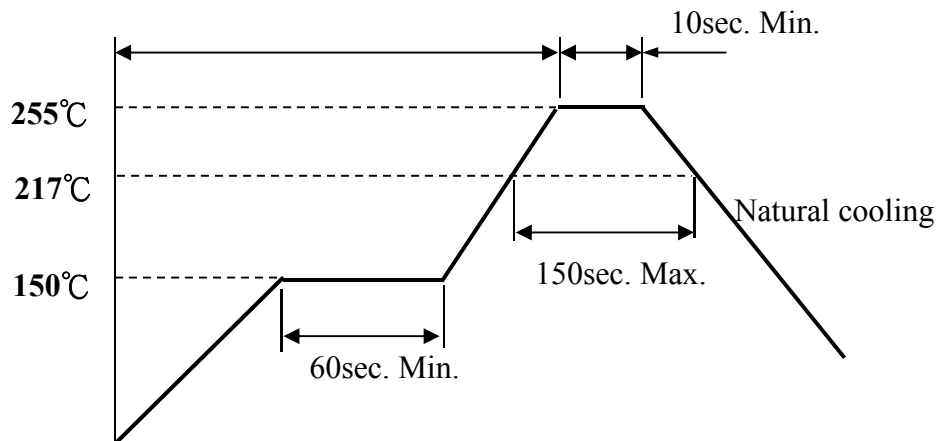 10sec. Min.
255℃
217℃
Natural cooling
150℃
150sec. Max.
60sec. Min.